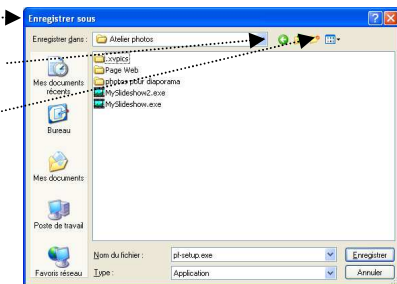 Enregistrer sous
Enregistrer dans :
Atelier photos
.xvpics
Page Web
photos pour diaporama
MySlideshow2.exe
MySlideshow.exe
Mes documents récents
Bureau
Mes documents
Poste de travail
Favoris réseau
Nom du fichier :
pf-setup.exe
Enregistrer
Type :
Application
Annuler